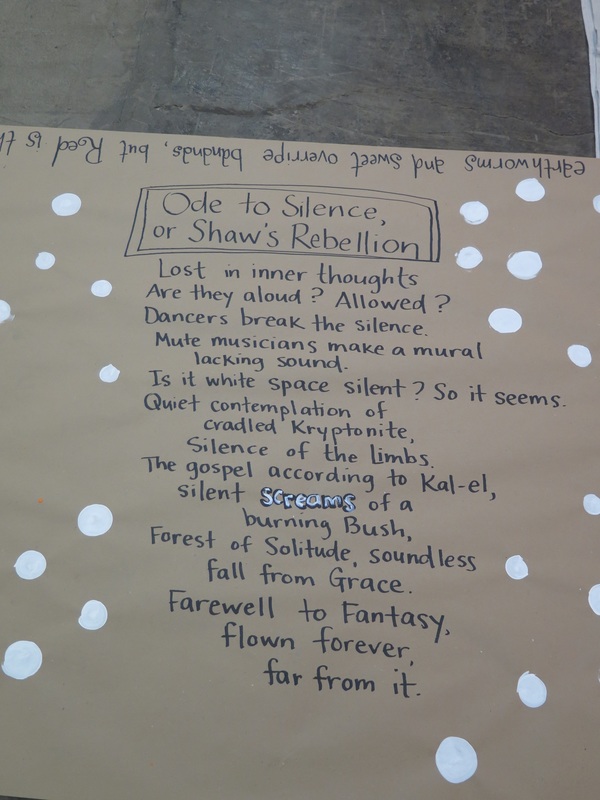 earthworms and sweet overripe bananas, but Red is th
Ode to Silence,
or Shaw's Rebellion
Lost in inner thoughts
Are they aloud? Allowed?
Dancers break the silence.
Mute musicians make a mural
lacking sound.
Is it white space silent? So it seems.
Quiet contemplation of
cradled Kryptonite,
Silence of the Limbs.
The gospel according to Kal-el,
silent screams of a
burning Bush,
Forest of Solitude, soundless
fall from Grace.
Farewell to Fantasy,
flown forever,
far from it.